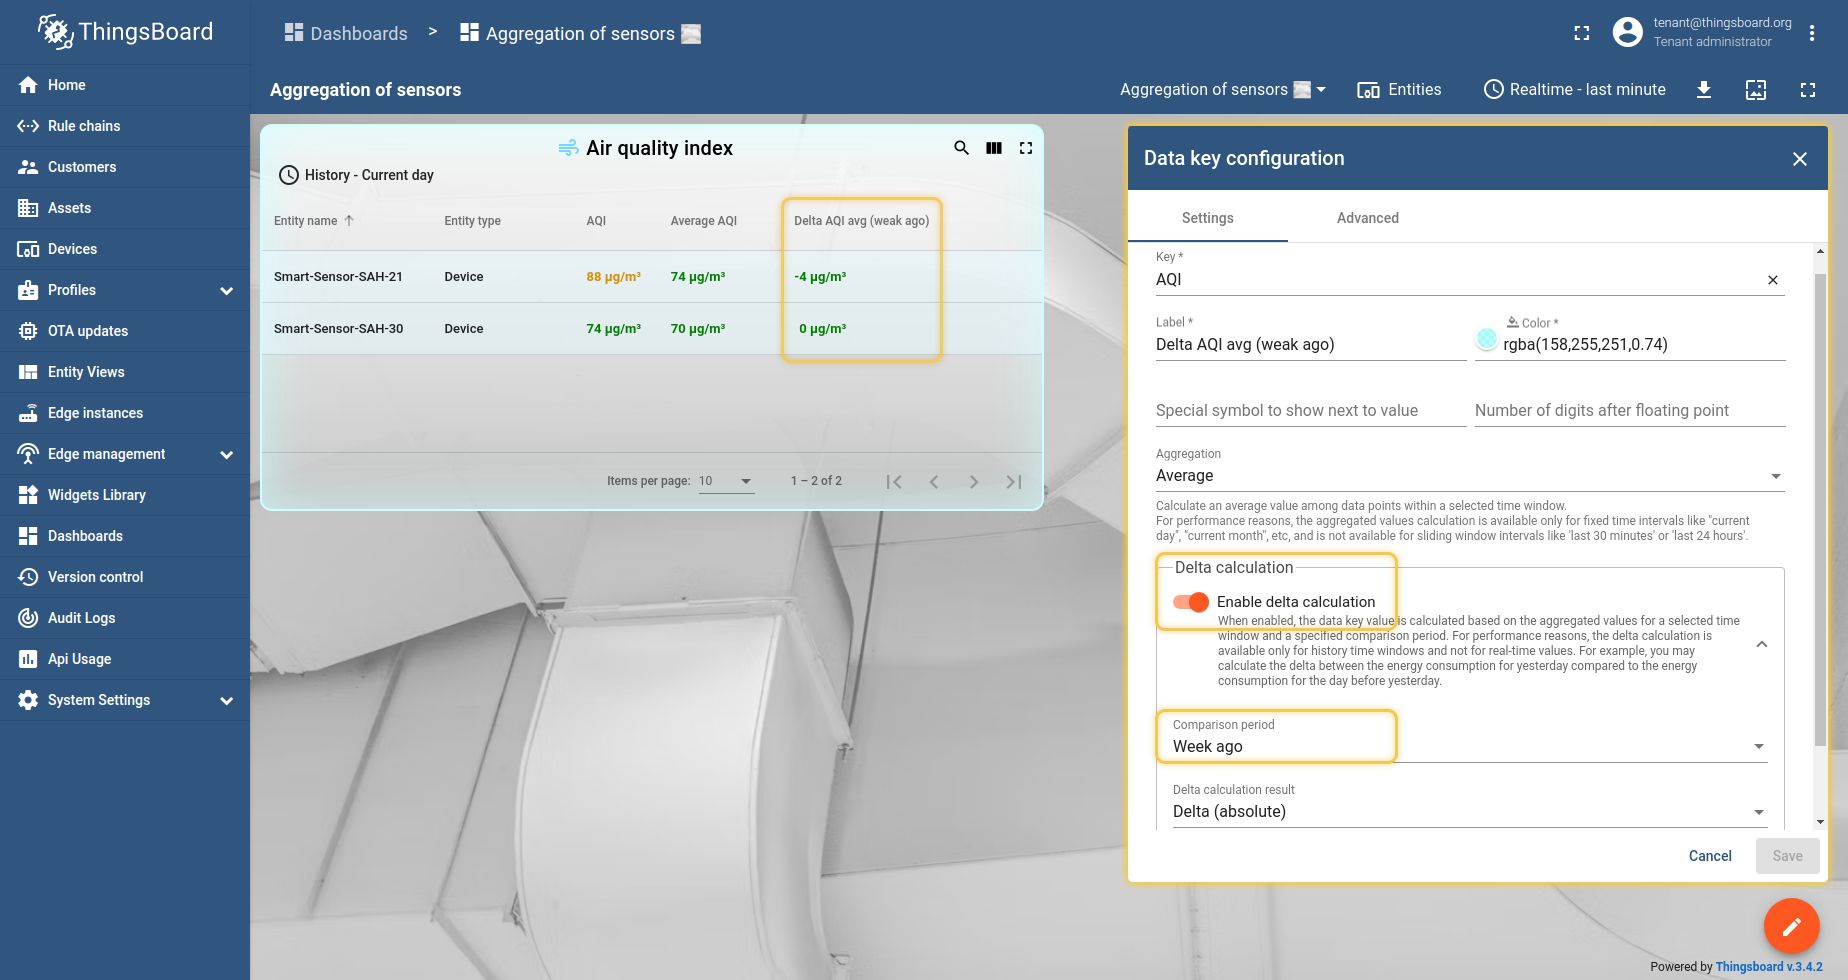 ThingsBoard
Dashboards > Aggregation of sensors
tenant@thingsboard.org
Tenant administrator
Aggregation of sensors
Aggregation of sensors
Entities
Realtime - last minute
Home
Rule chains
Customers
Assets
Devices
Profiles
OTA updates
Entity Views
Edge instances
Edge management
Widgets Library
Dashboards
Version control
Audit Logs
Api Usage
System Settings
Air quality index
History - Current day
Entity name Entity type AQI Average AQI Delta AQI avg (weak ago)
Smart-Sensor-SAH-21 Device 88 µg/m³ 74 µg/m³ -4 µg/m³
Smart-Sensor-SAH-30 Device 74 µg/m³ 70 µg/m³ 0 µg/m³
Items per page: 10 1 – 2 of 2
Data key configuration
Settings Advanced
Key *
AQI
Label * Color *
Delta AQI avg (weak ago) rgba(158,255,251,0.74)
Special symbol to show next to value Number of digits after floating point
Aggregation
Average
Calculate an average value among data points within a selected time window.
For performance reasons, the aggregated values calculation is available only for fixed time intervals like "current
day", "current month", etc, and is not available for sliding window intervals like 'last 30 minutes' or 'last 24 hours'.
Delta calculation
Enable delta calculation
When enabled, the data key value is calculated based on the aggregated values for a selected time
window and a specified comparison period. For performance reasons, the delta calculation is
available only for history time windows and not for real-time values. For example, you may
calculate the delta between the energy consumption for yesterday compared to the energy
consumption for the day before yesterday.
Comparison period
Week ago
Delta calculation result
Delta (absolute)
Cancel Save
Powered by Thingsboard v.3.4.2